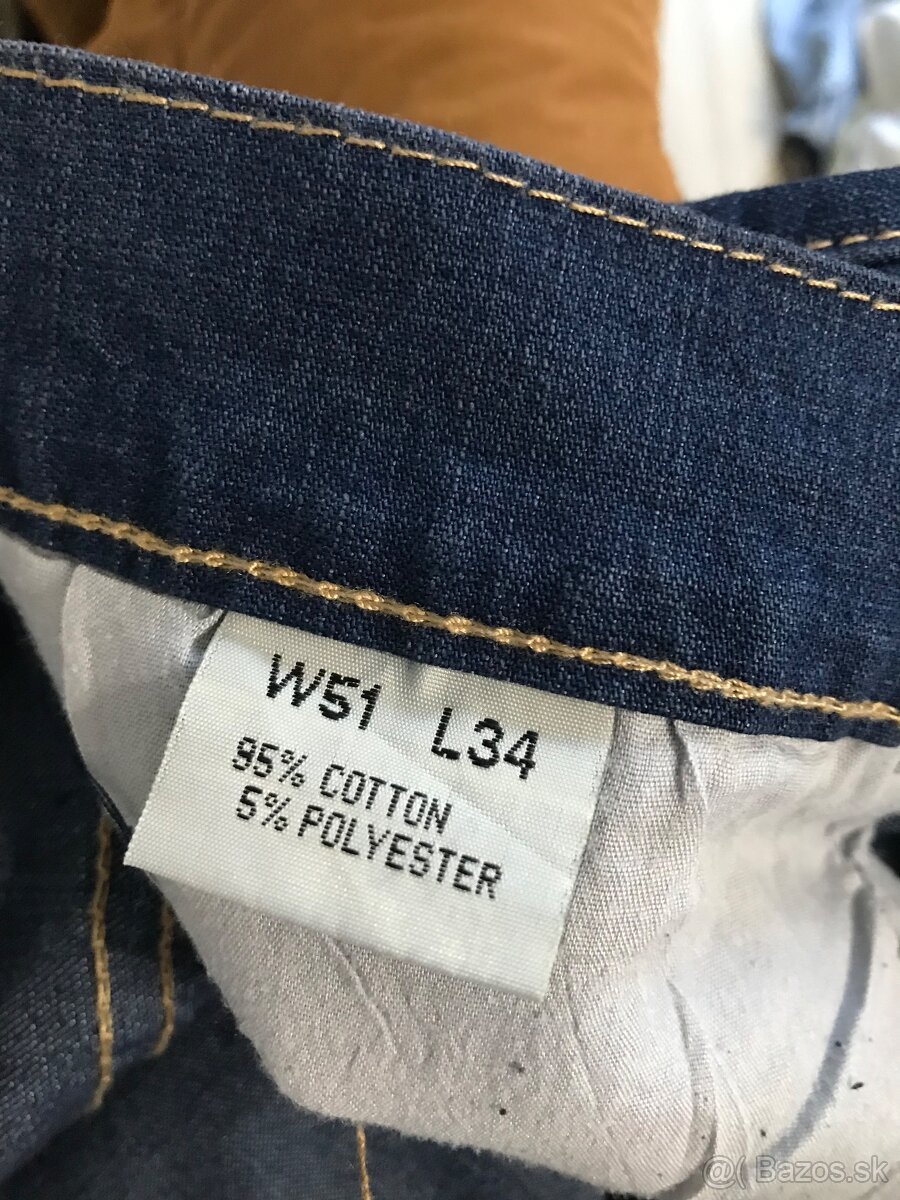 W51 L34
95% COTTON
5% POLYESTER
@( Bazos.sk